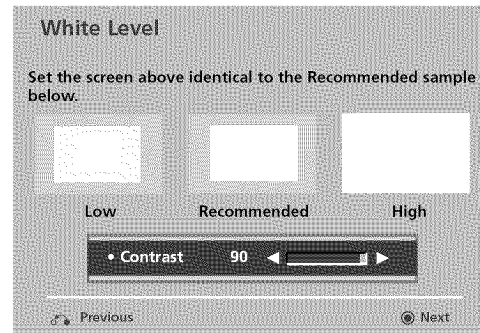 White Level
Set the screen above identical to the Recommended sample
below.
Low Recommended High
• Contrast 90
Previous Next